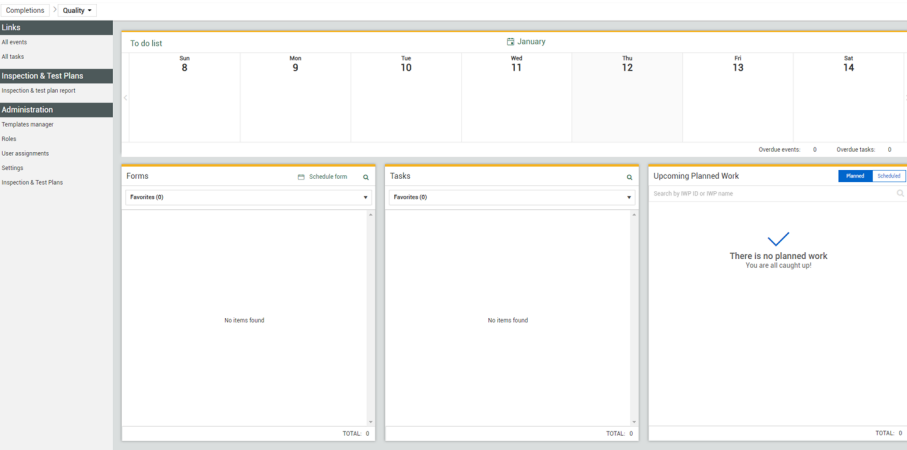 Completions > Quality
Links
All events
All tasks
Inspection & Test Plans
Inspection & test plan report
Administration
Templates manager
Roles
User assignments
Settings
Inspection & Test Plans
To do list
January
Sun Mon Tue Wed Thu Fri Sat
8 9 10 11 12 13 14
Overdue events: 0 Overdue tasks: 0
Forms Schedule form
Favorites (0)
No items found
TOTAL: 0
Tasks
Favorites (0)
No items found
TOTAL: 0
Upcoming Planned Work Planned Scheduled
Search by IWP ID or IWP name
There is no planned work
You are all caught up!
TOTAL: 0